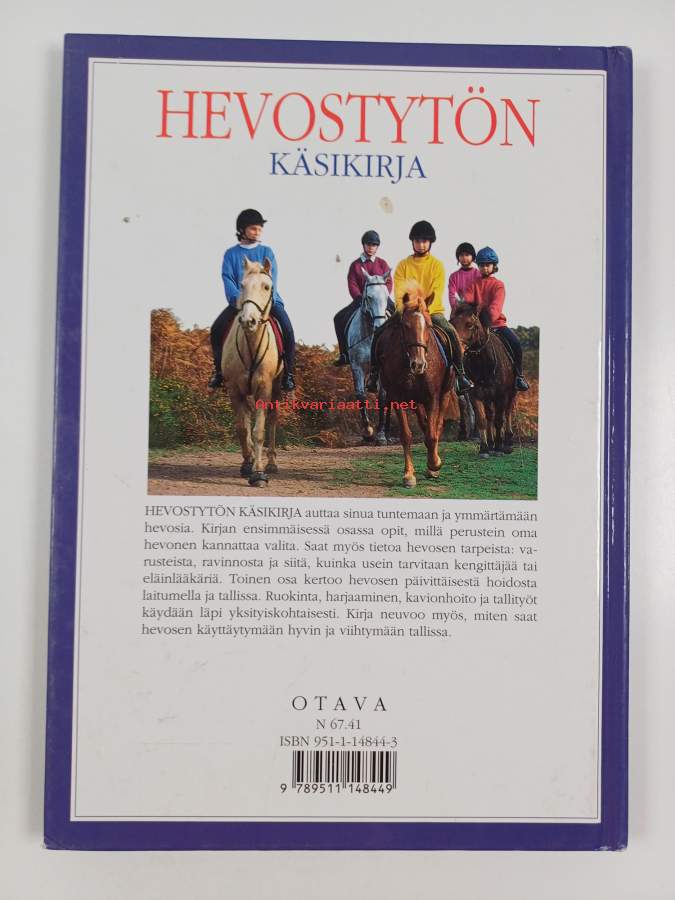 HEVOSTYTÖN
KÄSIKIRJA
Antikvariaatti.net
HEVOSTYTÖN KÄSIKIRJA auttaa sinua tuntemaan ja ymmärtämään
hevosia. Kirjan ensimmäisessä osassa opit, millä perustein oma
hevonen kannattaa valita. Saat myös tietoa hevosen tarpeista: va-
rusteista, ravinnosta ja siitä, kuinka usein tarvitaan kengittäjää tai
eläinlääkäriä. Toinen osa kertoo hevosen päivittäisestä hoidosta
laitumella ja tallissa. Ruokinta, harjaaminen, kavionhoito ja tallityöt
käydään läpi yksityiskohtaisesti. Kirja neuvoo myös, miten saat
hevosen käyttäytymään hyvin ja viihtymään tallissa.
OTAVA
N 67.41
ISBN 951-1-14844-3
9 789511 148449